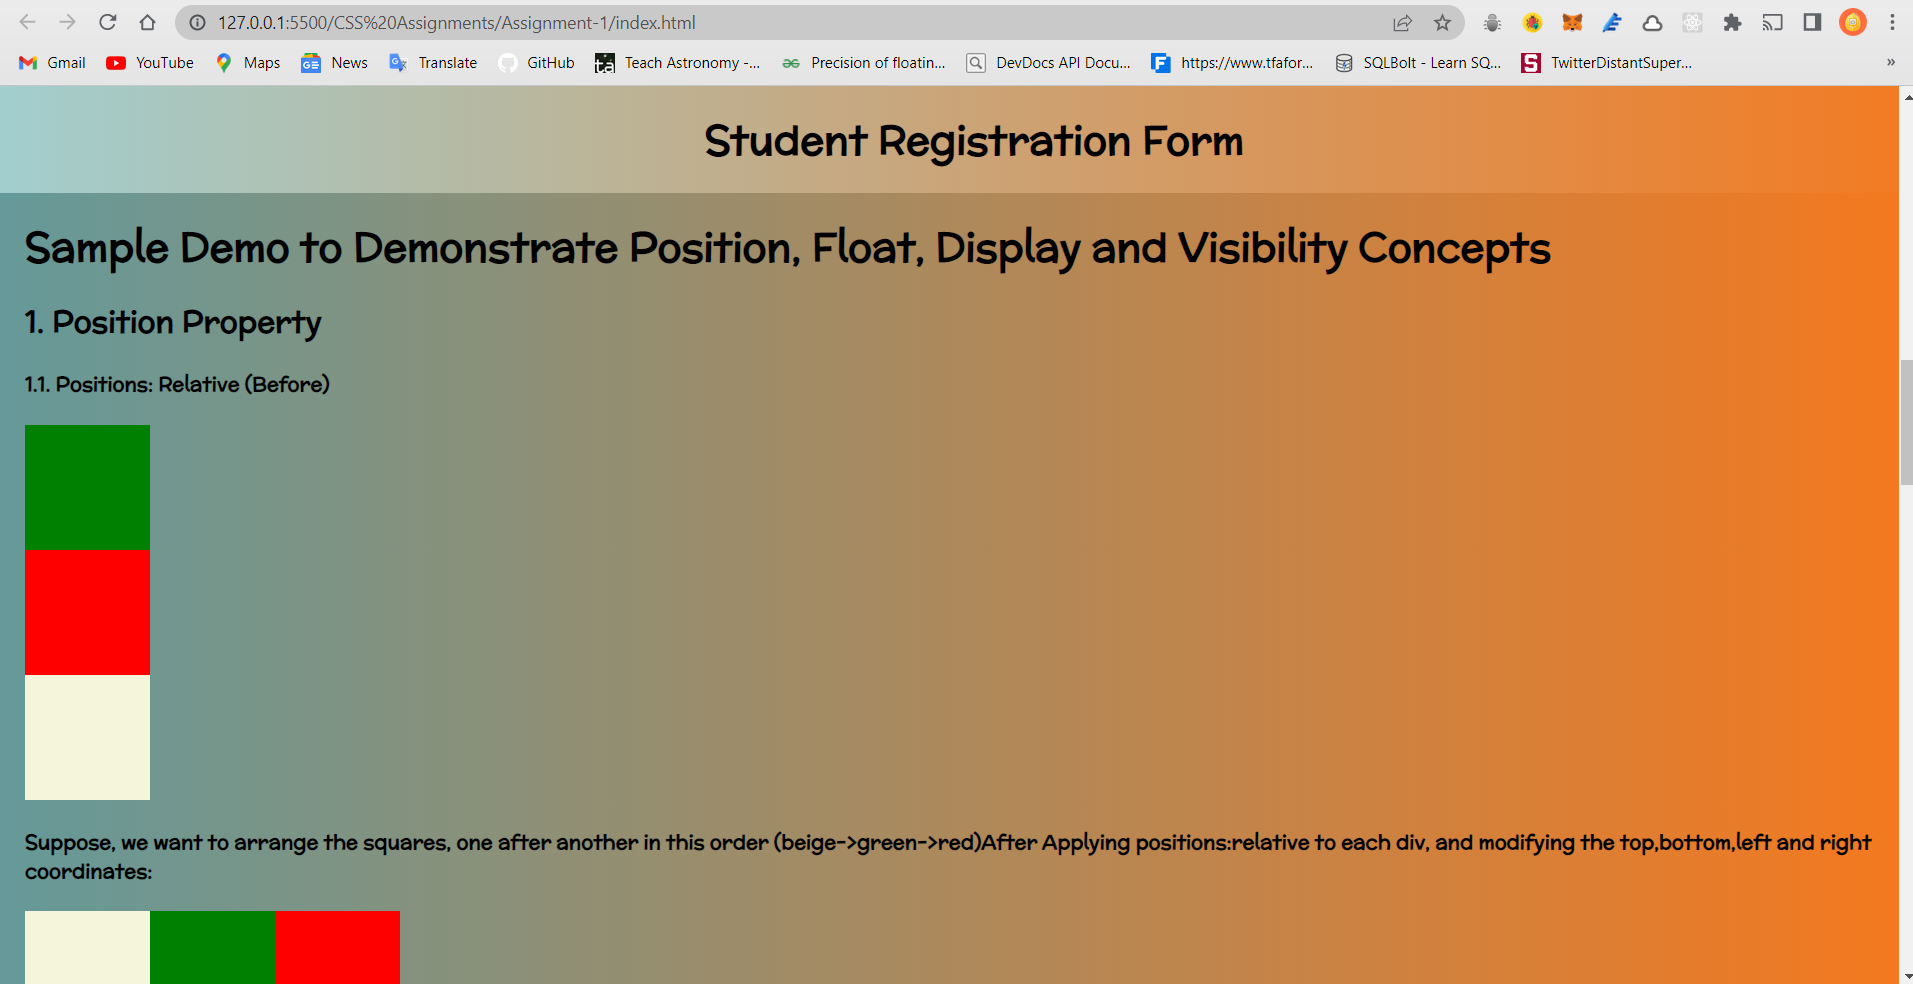 127.0.0.1:5500/CSS%20Assignments/Assignment-1/index.html
Gmail YouTube Maps News Translate GitHub Teach Astronomy -... Precision of floatin... DevDocs API Docu... https://www.tfafor... SQLBolt - Learn SQ... TwitterDistantSuper... »
Student Registration Form
Sample Demo to Demonstrate Position, Float, Display and Visibility Concepts
1. Position Property
1.1. Positions: Relative (Before)
Suppose, we want to arrange the squares, one after another in this order (beige->green->red)After Applying positions:relative to each div, and modifying the top,bottom,left and right
coordinates: